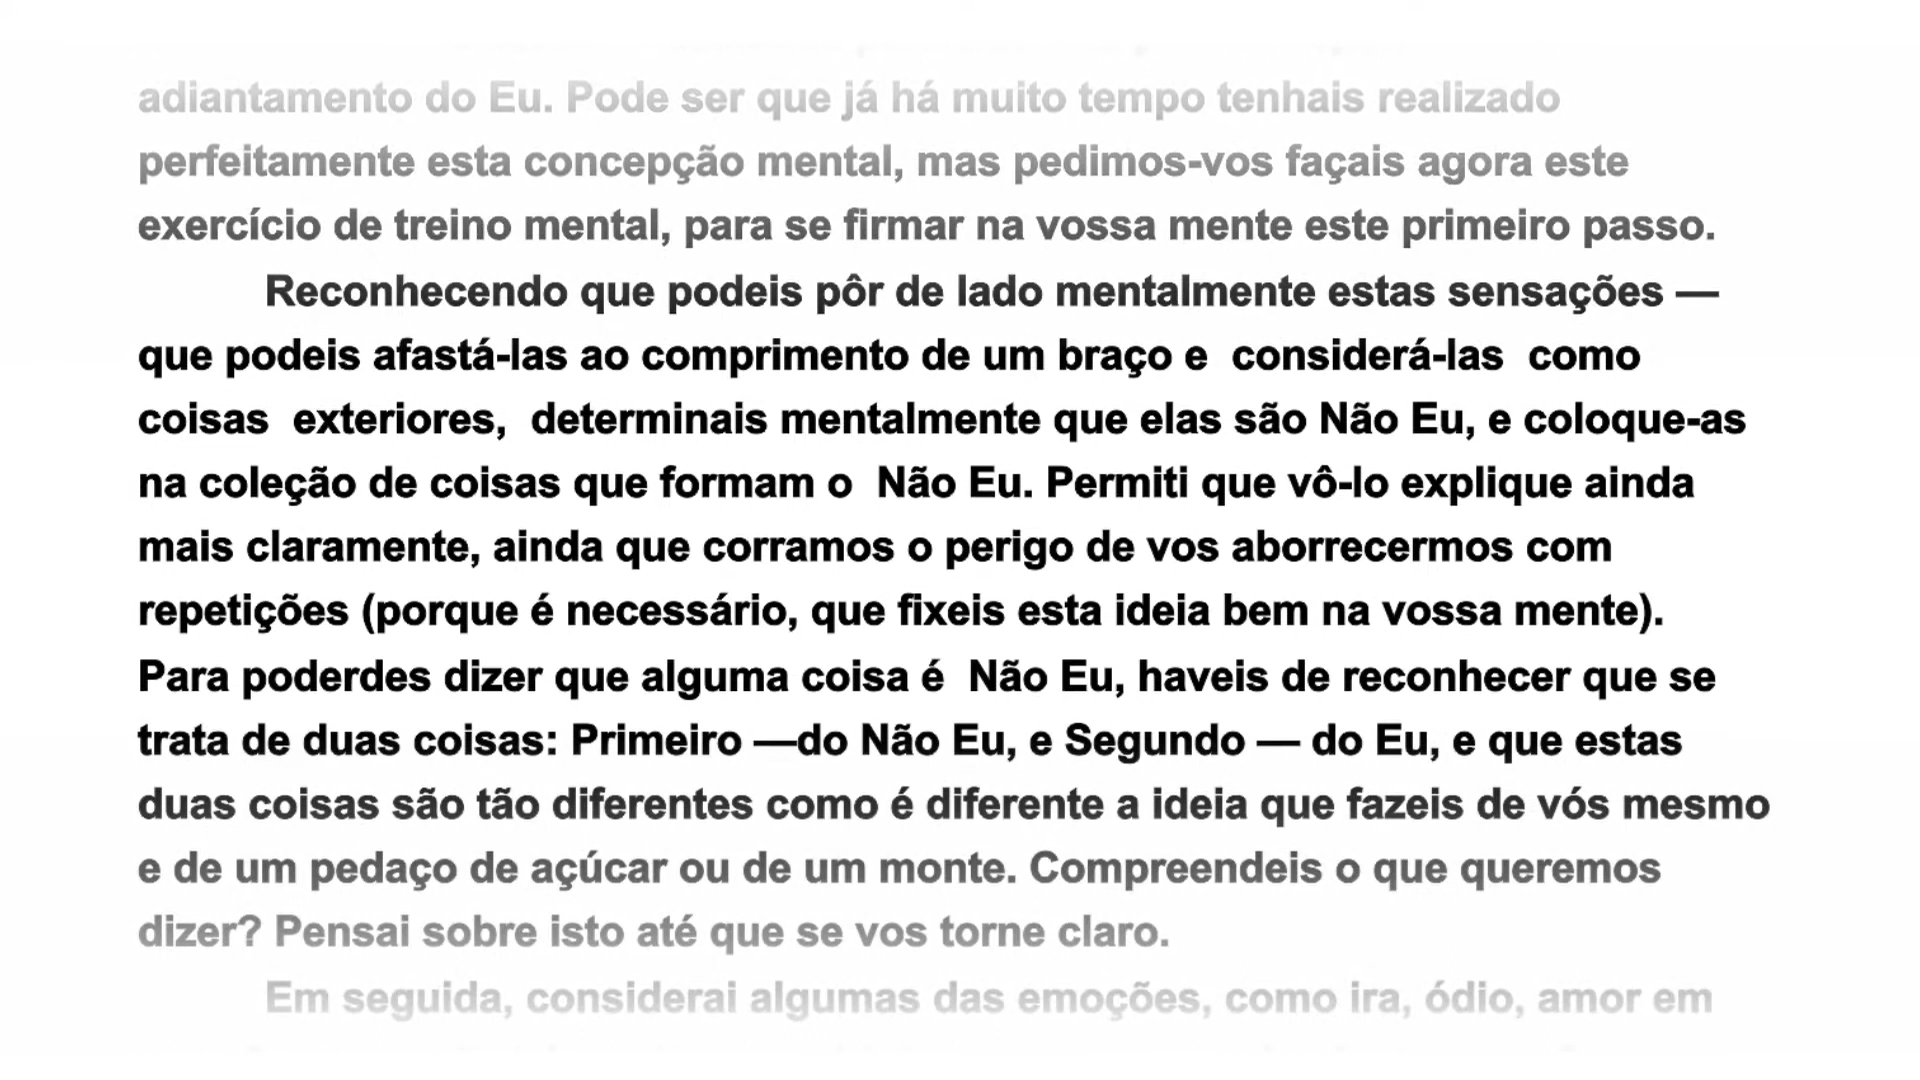 adiantamento do Eu. Pode ser que já há muito tempo tenhais realizado
perfeitamente esta concepção mental, mas pedimos-vos façais agora este
exercício de treino mental, para se firmar na vossa mente este primeiro passo.
Reconhecendo que podeis pôr de lado mentalmente estas sensações —
que podeis afastá-las ao comprimento de um braço e considerá-las como
coisas exteriores, determinais mentalmente que elas são Não Eu, e coloque-as
na coleção de coisas que formam o Não Eu. Permiti que vô-lo explique ainda
mais claramente, ainda que corramos o perigo de vos aborrecermos com
repetições (porque é necessário, que fixeis esta ideia bem na vossa mente).
Para poderdes dizer que alguma coisa é Não Eu, haveis de reconhecer que se
trata de duas coisas: Primeiro —do Não Eu, e Segundo — do Eu, e que estas
duas coisas são tão diferentes como é diferente a ideia que fazeis de vós mesmo
e de um pedaço de açúcar ou de um monte. Compreendeis o que queremos
dizer? Pensai sobre isto até que se vos torne claro.
Em seguida, considerai algumas das emoções, como ira, ódio, amor em